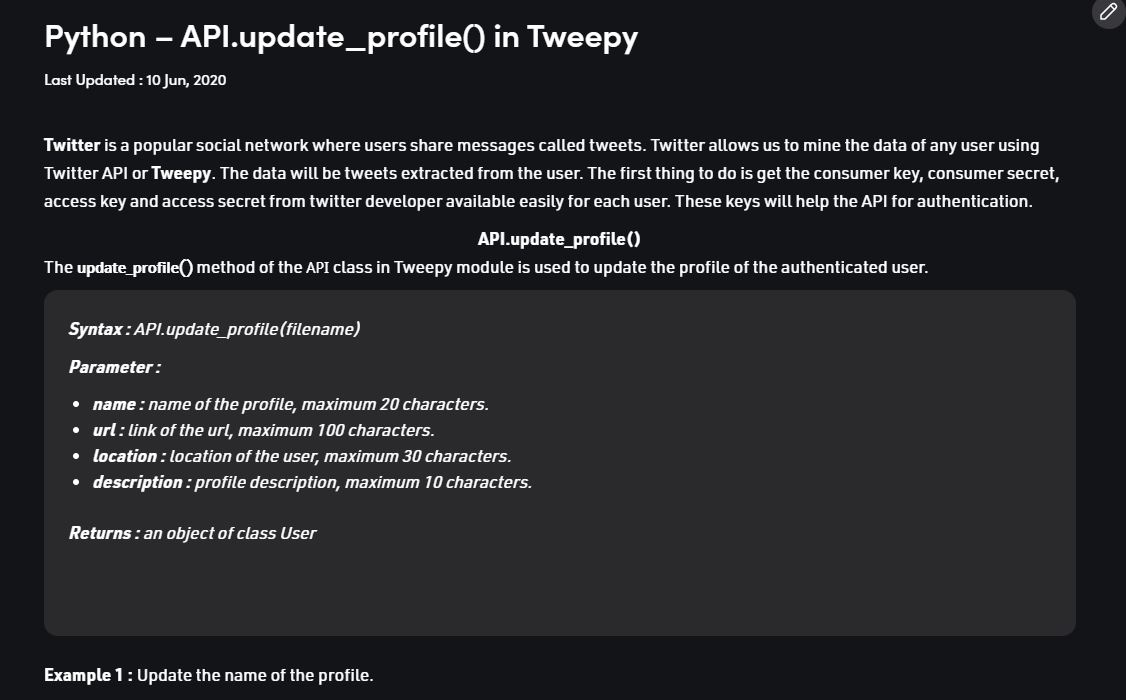 Python – API.update_profile() in Tweepy
Last Updated : 10 Jun, 2020
Twitter is a popular social network where users share messages called tweets. Twitter allows us to mine the data of any user using
Twitter API or Tweepy. The data will be tweets extracted from the user. The first thing to do is get the consumer key, consumer secret,
access key and access secret from twitter developer available easily for each user. These keys will help the API for authentication.
API.update_profile()
The update_profile() method of the API class in Tweepy module is used to update the profile of the authenticated user.
Syntax : API.update_profile(filename)
Parameter :
• name : name of the profile, maximum 20 characters.
• url : link of the url, maximum 100 characters.
• location : location of the user, maximum 30 characters.
• description : profile description, maximum 10 characters.
Returns : an object of class User
Example 1 : Update the name of the profile.